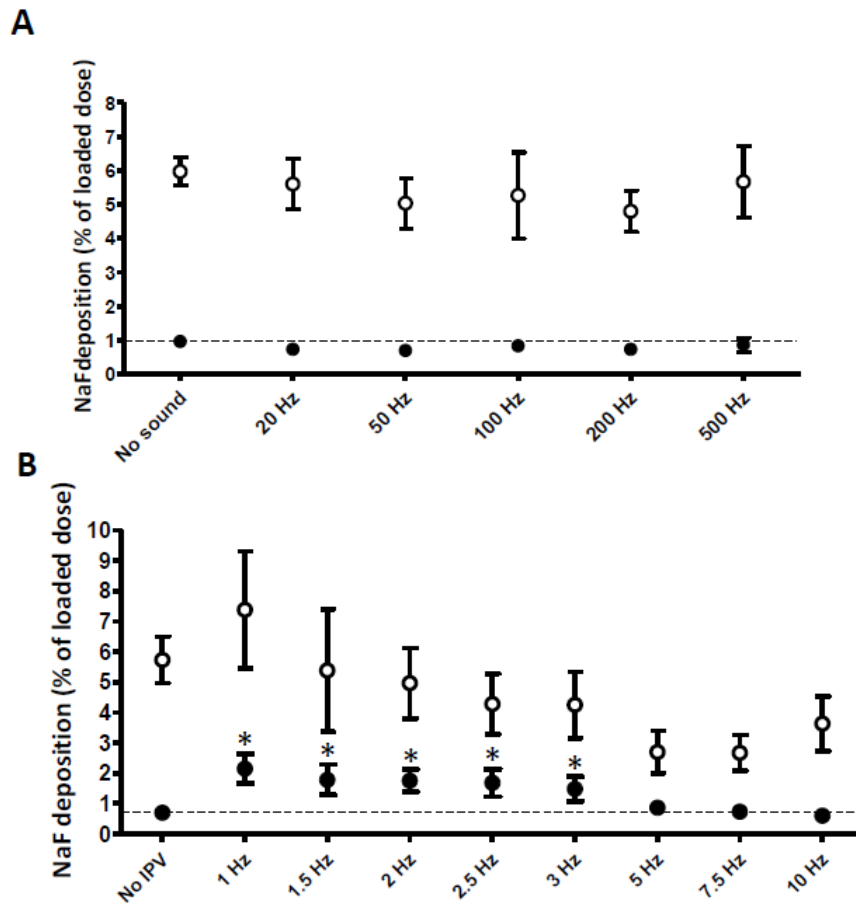 A
NaF deposition (% of loaded dose)
8
7
6
5
4
3
2
1
0
No sound
20 Hz
50 Hz
100 Hz
200 Hz
500 Hz
B
NaF deposition (% of loaded dose)
10
9
8
7
6
5
4
3
2
1
0
* * * * *
No IPV
1 Hz
1.5 Hz
2 Hz
2.5 Hz
3 Hz
5 Hz
7.5 Hz
10 Hz